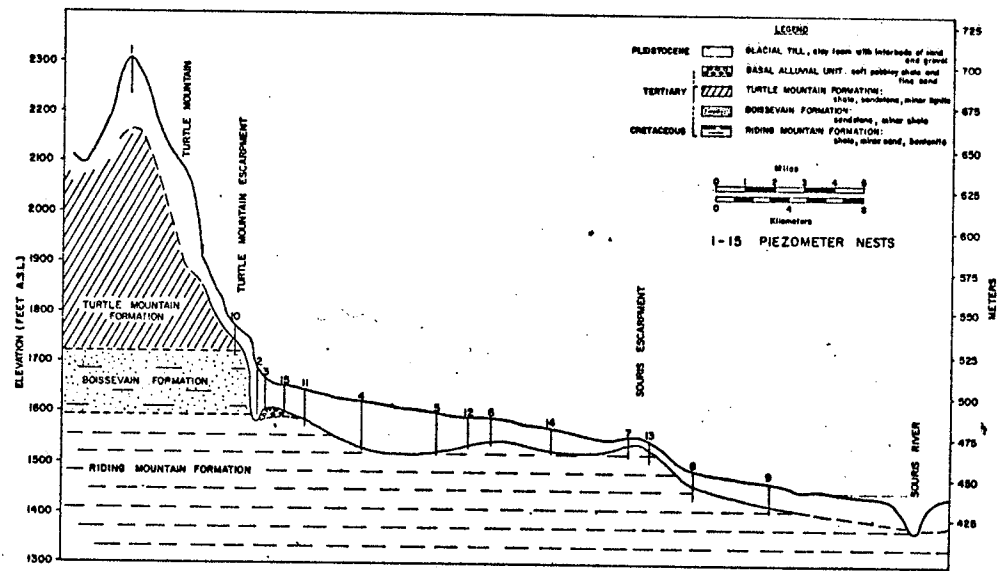 LEGEND
PLEISTOCENE
GLACIAL TILL, clay loam with interbeds of sand
and gravel
BASAL ALLUVIAL UNIT: soft pebbley shale and
fine sand
TERTIARY
TURTLE MOUNTAIN FORMATION:
shale, sandstone, minor lignite
BOISSEVAIN FORMATION:
sandstone, minor shale
CRETACEOUS
RIDING MOUNTAIN FORMATION:
shale, minor sand, bentonite
Miles
0 1 2 3 4 5
0 4 8
Kilometers
1-15 PIEZOMETER NESTS
ELEVATION (FEET A.S.L.)
2300
2200
2100
2000
1900
1800
1700
1600
1500
1400
1300
METERS
725
700
675
650
625
600
575
550
525
500
475
450
425
TURTLE MOUNTAIN
TURTLE MOUNTAIN ESCARPMENT
SOURIS ESCARPMENT
SOURIS RIVER
TURTLE MOUNTAIN
FORMATION
BOISSEVAIN FORMATION
RIDING MOUNTAIN FORMATION
1
10
2
3
15
11
4
5
12
6
14
7
13
8
9